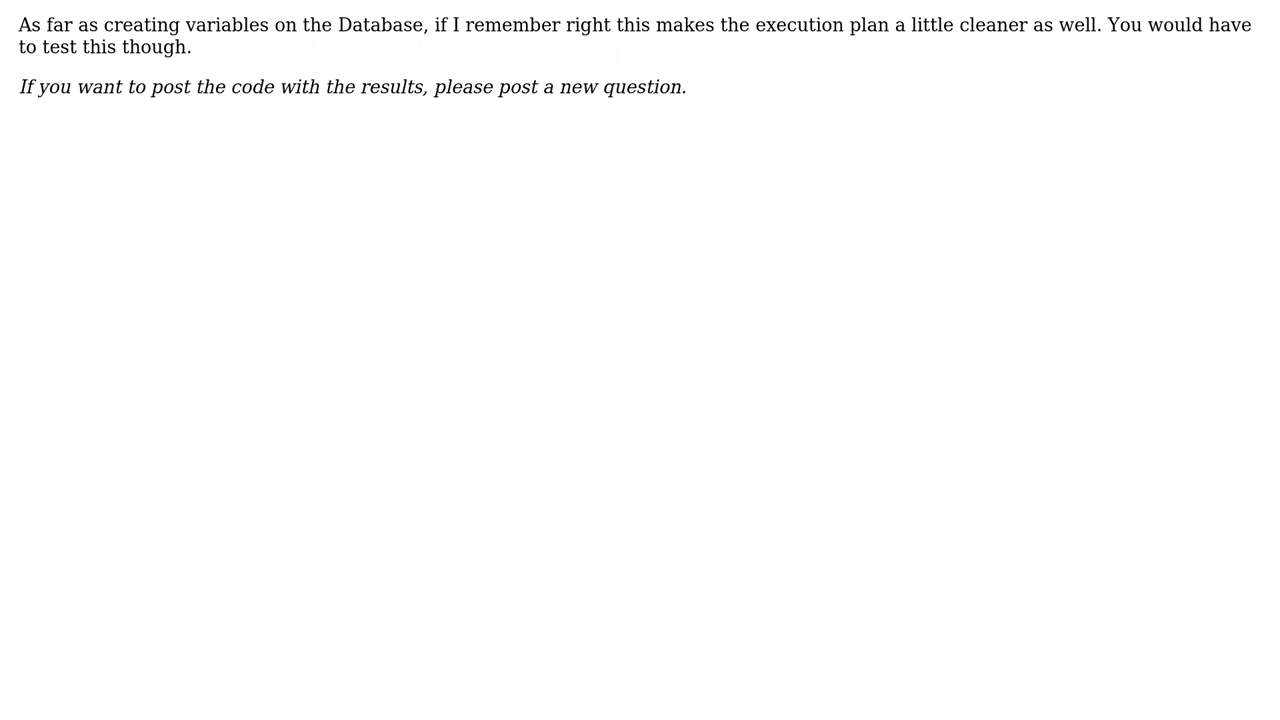 As far as creating variables on the Database, if I remember right this makes the execution plan a little cleaner as well. You would have
to test this though.
If you want to post the code with the results, please post a new question.